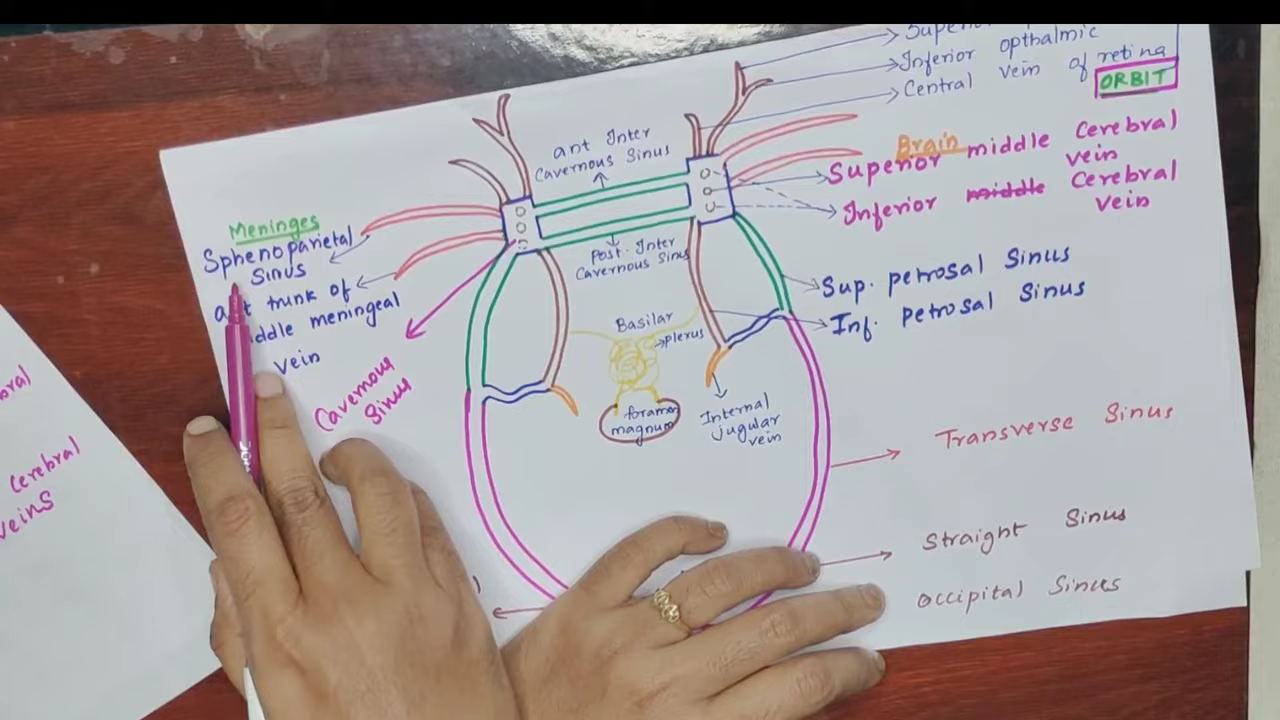 Inferior opthalmic
Central vein of retina
ORBIT
ant Inter
Cavernous Sinus
Brain
Superior middle Cerebral
vein
Inferior middle Cerebral
vein
Meninges
Sphenoparietal
Sinus
trunk of
meningeal
vein
Post. Inter
Cavernous Sinus
Sup. petrosal Sinus
Inf. petrosal Sinus
Basilar
plexus
foramen
magnum
Internal
jugular
vein
Cavernous
Sinus
Transverse Sinus
Straight Sinus
Occipital Sinus
cerebral
veins